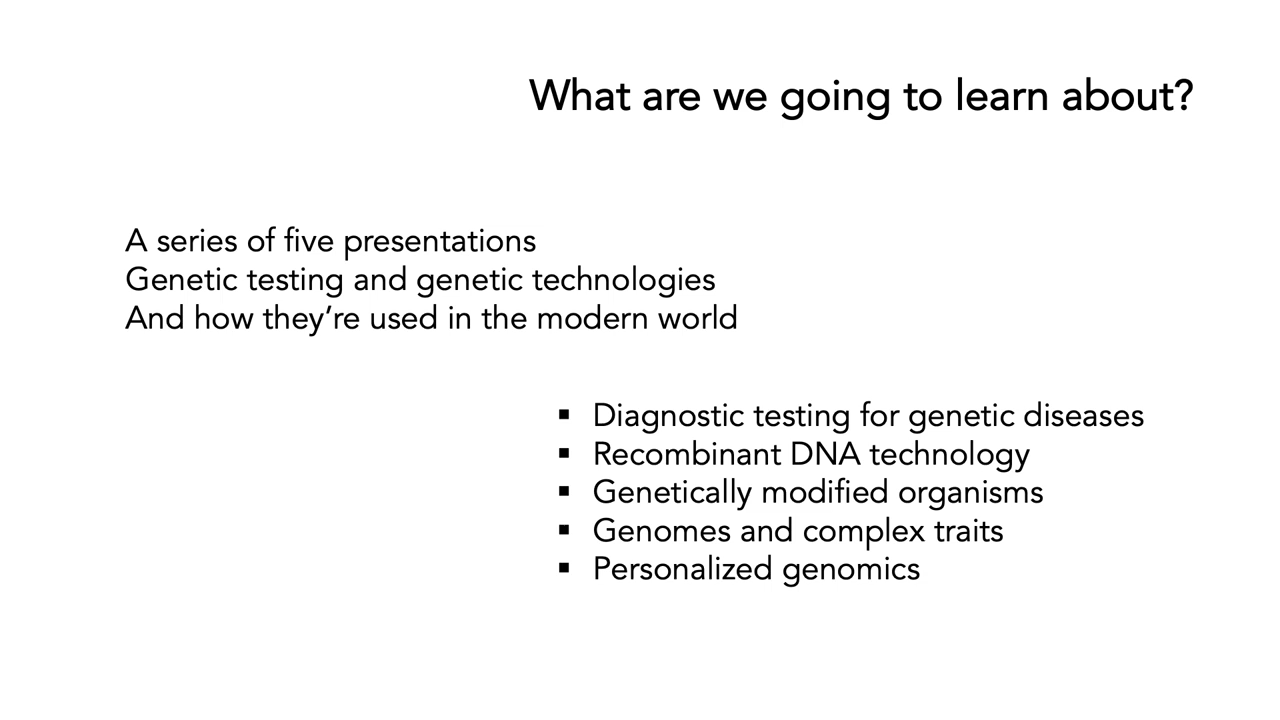 What are we going to learn about?
A series of five presentations
Genetic testing and genetic technologies
And how they’re used in the modern world
▪ Diagnostic testing for genetic diseases
▪ Recombinant DNA technology
▪ Genetically modified organisms
▪ Genomes and complex traits
▪ Personalized genomics